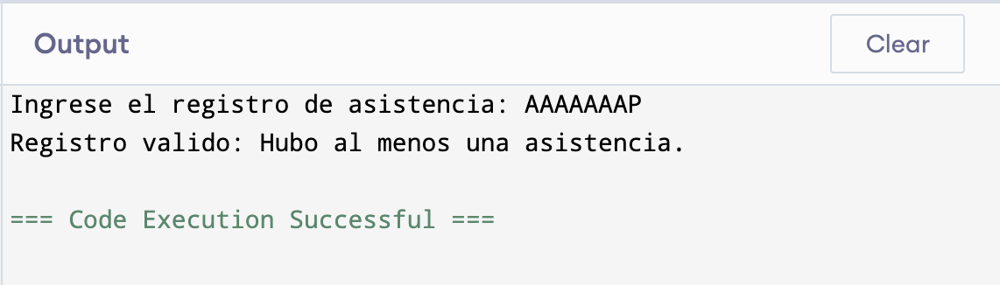 Output
Clear
Ingrese el registro de asistencia: AAAAAAAP
Registro valido: Hubo al menos una asistencia.
=== Code Execution Successful ===